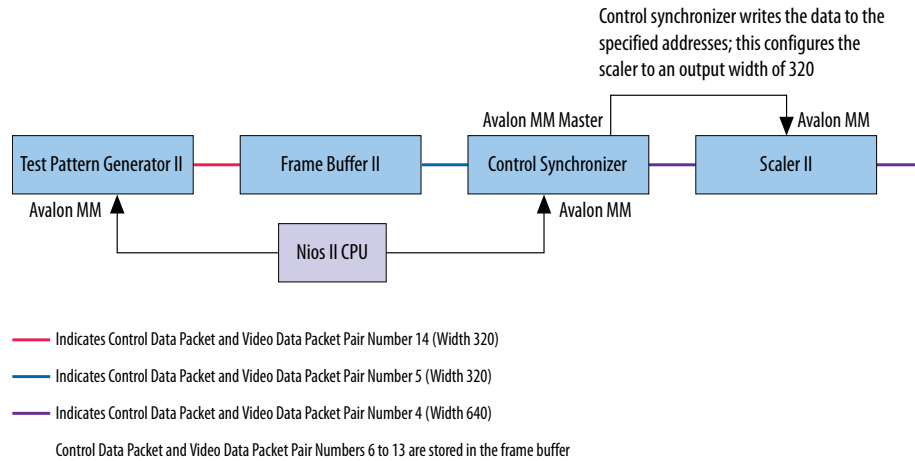 Control synchronizer writes the data to the
specified addresses; this configures the
scaler to an output width of 320
Avalon MM Master
Avalon MM
Test Pattern Generator II
Frame Buffer II
Control Synchronizer
Scaler II
Avalon MM
Avalon MM
Nios II CPU
Indicates Control Data Packet and Video Data Packet Pair Number 14 (Width 320)
Indicates Control Data Packet and Video Data Packet Pair Number 5 (Width 320)
Indicates Control Data Packet and Video Data Packet Pair Number 4 (Width 640)
Control Data Packet and Video Data Packet Pair Numbers 6 to 13 are stored in the frame buffer